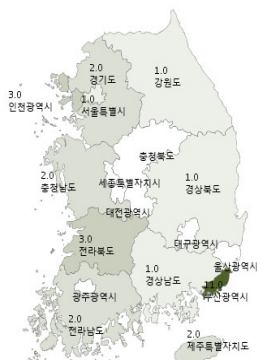 2.0
경기도
1.0
강원도
3.0
인천광역시
1.0
서울특별시
충청북도
2.0
충청남도
세종특별자치시
1.0
경상북도
대전광역시
3.0
전라북도
대구광역시
울산광역시
1.0
경상남도
11.0
부산광역시
광주광역시
2.0
전라남도
2.0
제주특별자치도